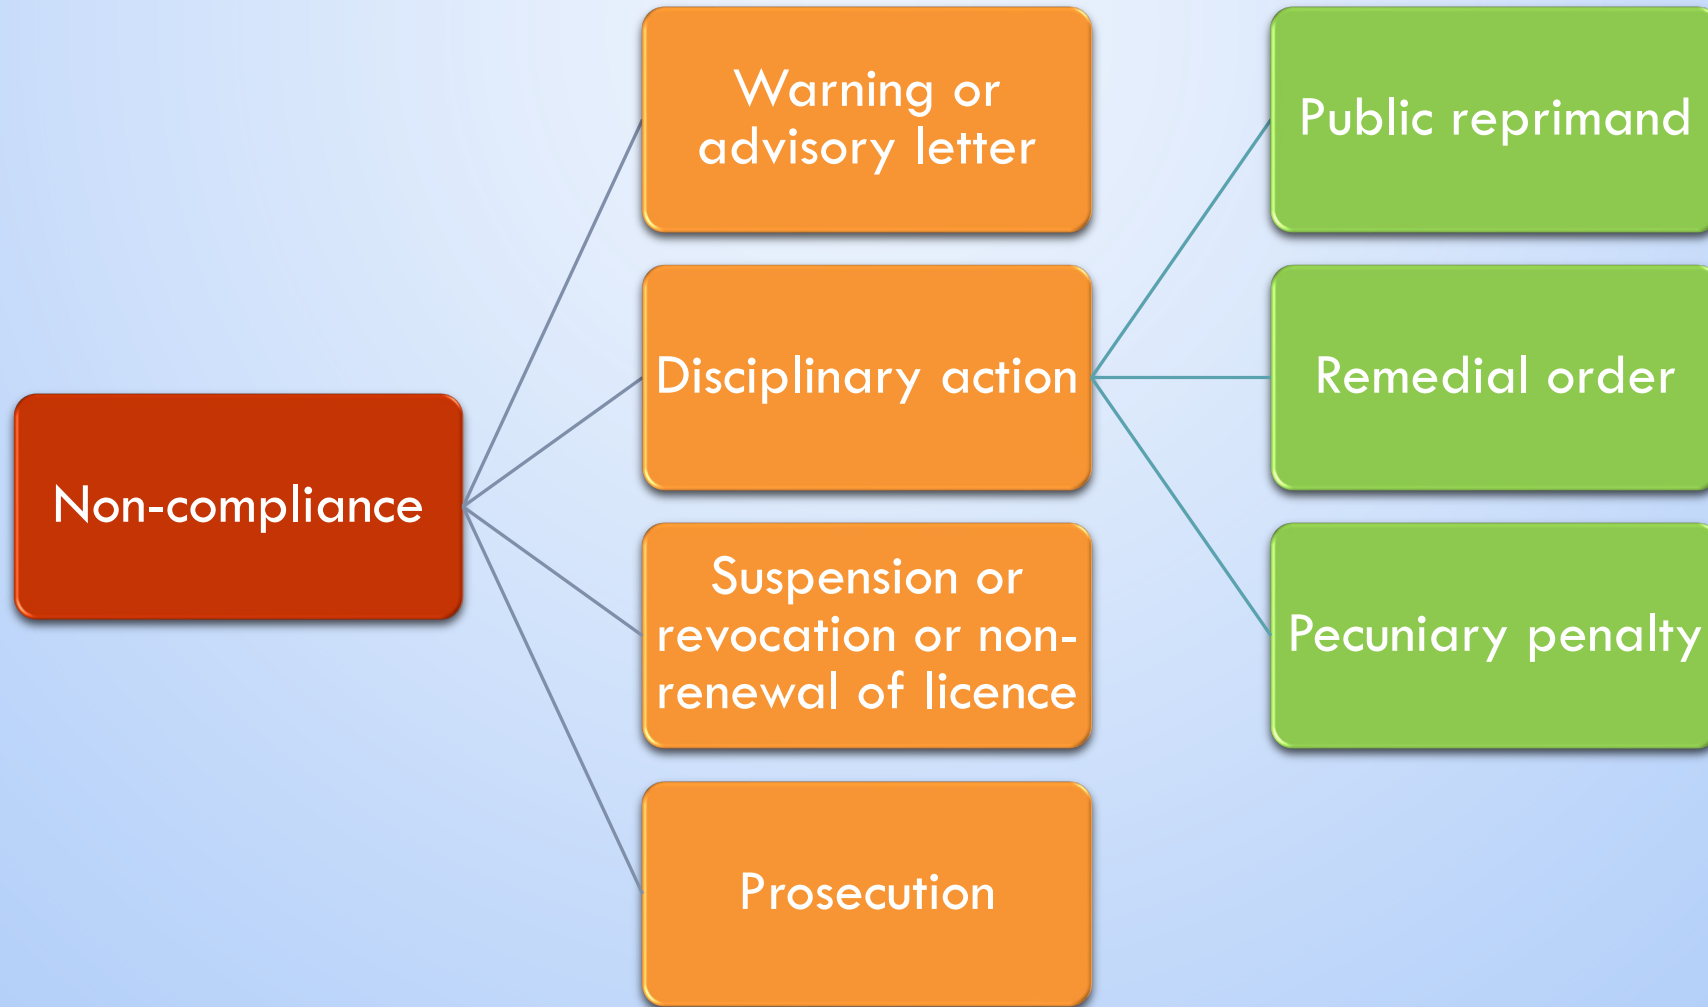 Non-compliance
Warning or
advisory letter
Disciplinary action
Suspension or
revocation or non-
renewal of licence
Prosecution
Public reprimand
Remedial order
Pecuniary penalty